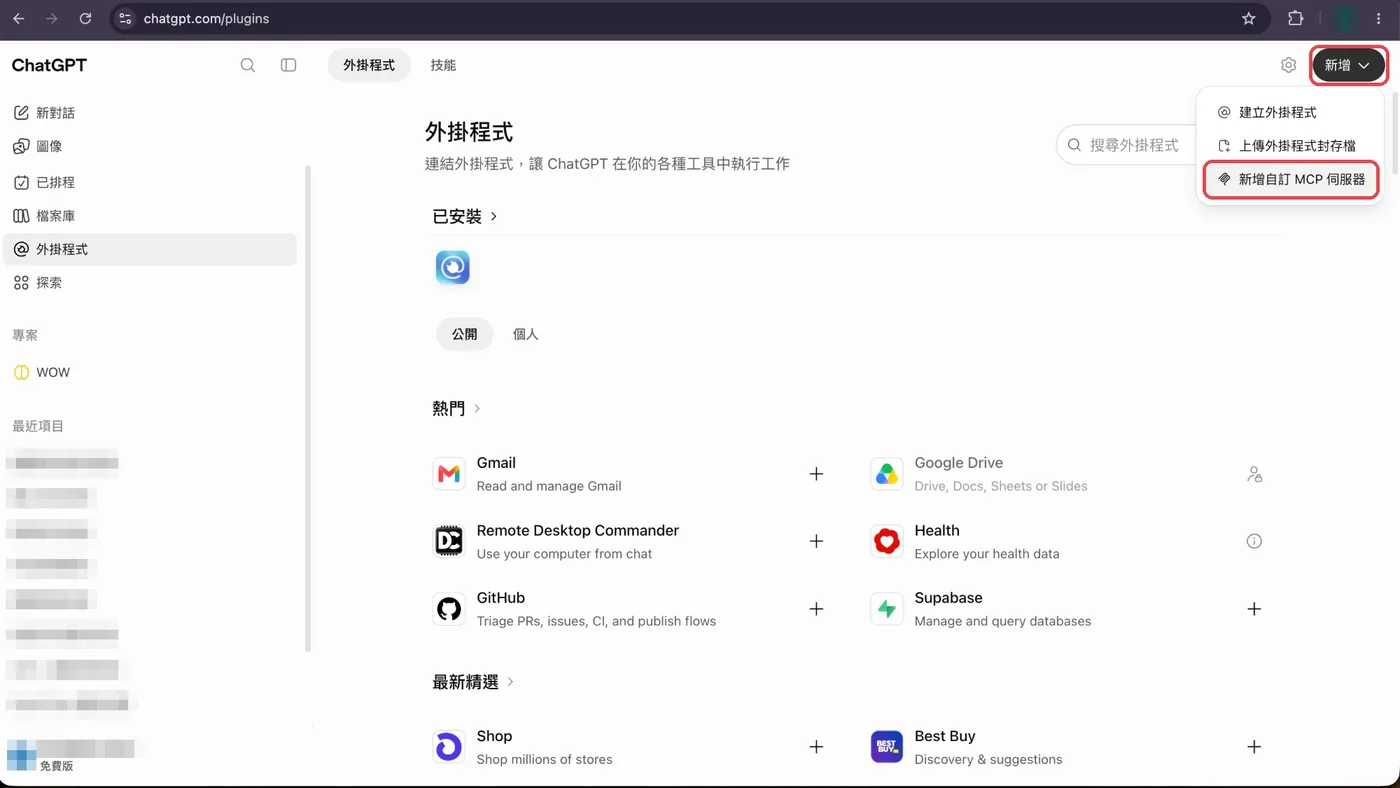 chatgpt.com/plugins
ChatGPT
外掛程式
技能
新增
新對話
圖像
已排程
檔案庫
外掛程式
探索
專案
WOW
最近項目
免費版
建立外掛程式
上傳外掛程式封存檔
新增自訂 MCP 伺服器
外掛程式
連結外掛程式，讓 ChatGPT 在你的各種工具中執行工作
搜尋外掛程式
已安裝
公開
個人
熱門
Gmail
Read and manage Gmail
Google Drive
Drive, Docs, Sheets or Slides
DC
Remote Desktop Commander
Use your computer from chat
Health
Explore your health data
GitHub
Triage PRs, issues, CI, and publish flows
Supabase
Manage and query databases
最新精選
Shop
Shop millions of stores
BEST
BUY
Best Buy
Discovery & suggestions